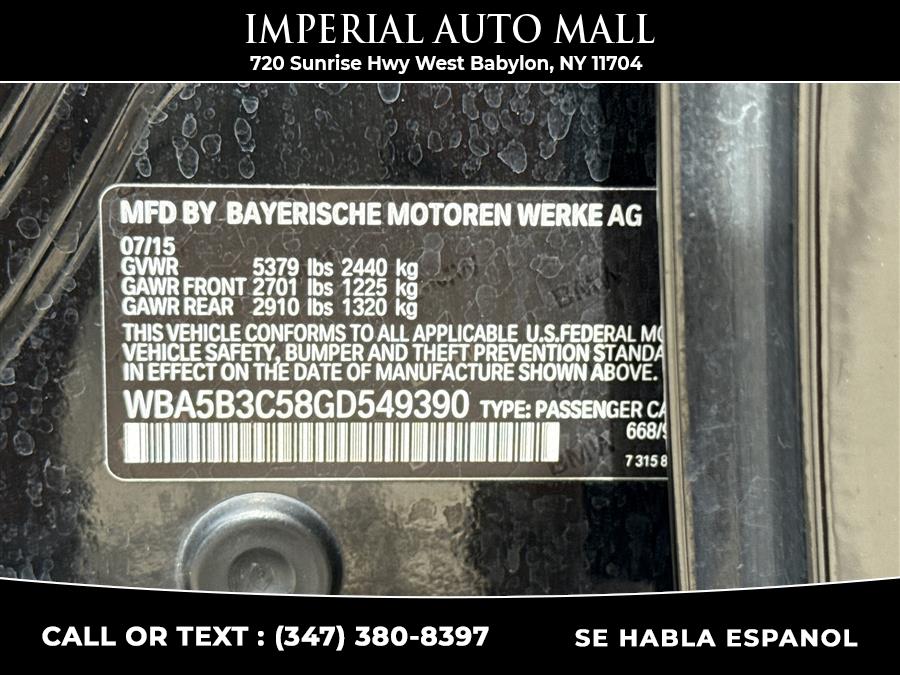 IMPERIAL AUTO MALL
720 Sunrise Hwy West Babylon, NY 11704
MFD BY BAYERISCHE MOTOREN WERKE AG
07/15
GVWR 5379 lbs 2440 kg
GAWR FRONT 2701 lbs 1225 kg
GAWR REAR 2910 lbs 1320 kg
THIS VEHICLE CONFORMS TO ALL APPLICABLE U.S.FEDERAL MO
VEHICLE SAFETY, BUMPER AND THEFT PREVENTION STANDA
IN EFFECT ON THE DATE OF MANUFACTURE SHOWN ABOVE.
WBA5B3C58GD549390 TYPE: PASSENGER CA
668/9
7 315 8
CALL OR TEXT : (347) 380-8397
SE HABLA ESPANOL